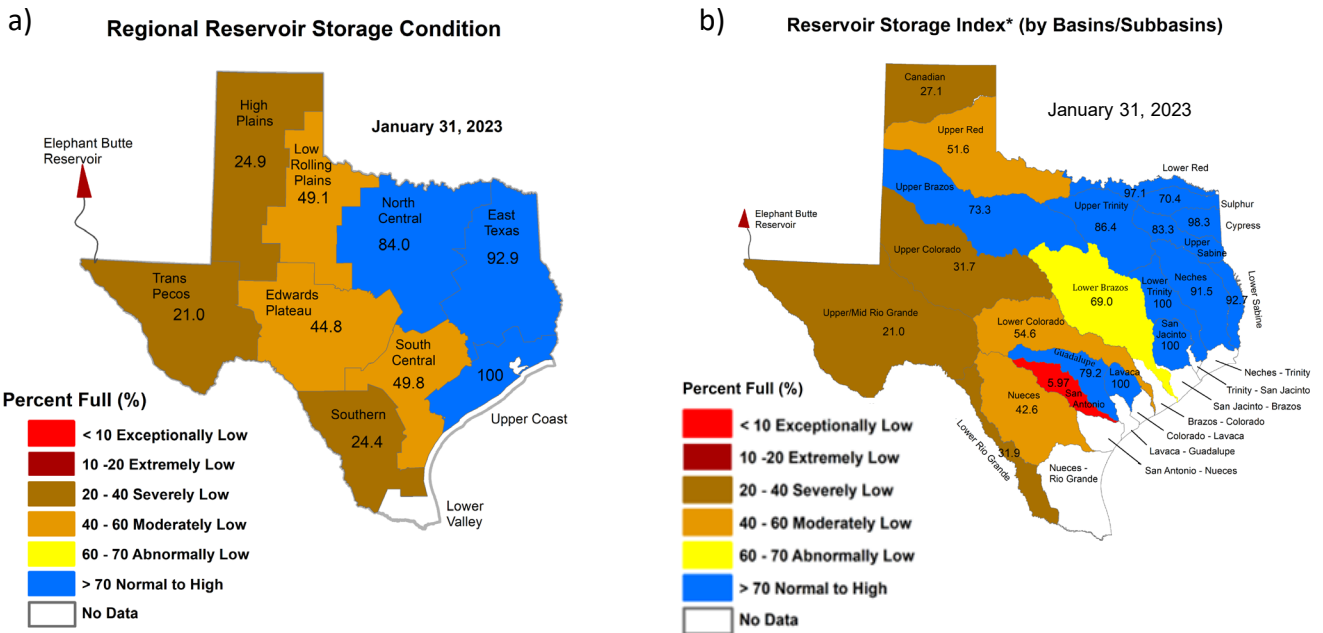 a)
Regional Reservoir Storage Condition
January 31, 2023
Elephant Butte
Reservoir
High
Plains
24.9
Low
Rolling
Plains
49.1
North
Central
84.0
East
Texas
92.9
Trans
Pecos
21.0
Edwards
Plateau
44.8
South
Central
49.8
100
Upper Coast
Southern
24.4
Lower
Valley
Percent Full (%)
< 10 Exceptionally Low
10 -20 Extremely Low
20 - 40 Severely Low
40 - 60 Moderately Low
60 - 70 Abnormally Low
> 70 Normal to High
No Data
b)
Reservoir Storage Index* (by Basins/Subbasins)
January 31, 2023
Canadian
27.1
Upper Red
51.6
Lower Red
97.1
70.4
Sulphur
Upper Brazos
73.3
Upper Trinity
86.4
83.3
98.3
Cypress
Upper
Sabine
Elephant Butte
Reservoir
Upper Colorado
31.7
Lower Brazos
69.0
Lower
Trinity
100
Neches
91.5
92.7
Lower Sabine
Upper/Mid Rio Grande
21.0
Lower Colorado
54.6
San
Jacinto
100
Guadalupe
79.2
Lavaca
100
5.97
San
Antonio
Nueces
42.6
Neches - Trinity
Trinity - San Jacinto
San Jacinto - Brazos
Brazos - Colorado
Colorado - Lavaca
Lavaca - Guadalupe
San Antonio - Nueces
Lower Rio Grande
31.9
Nueces -
Rio Grande
Percent Full (%)
< 10 Exceptionally Low
10 -20 Extremely Low
20 - 40 Severely Low
40 - 60 Moderately Low
60 - 70 Abnormally Low
> 70 Normal to High
No Data